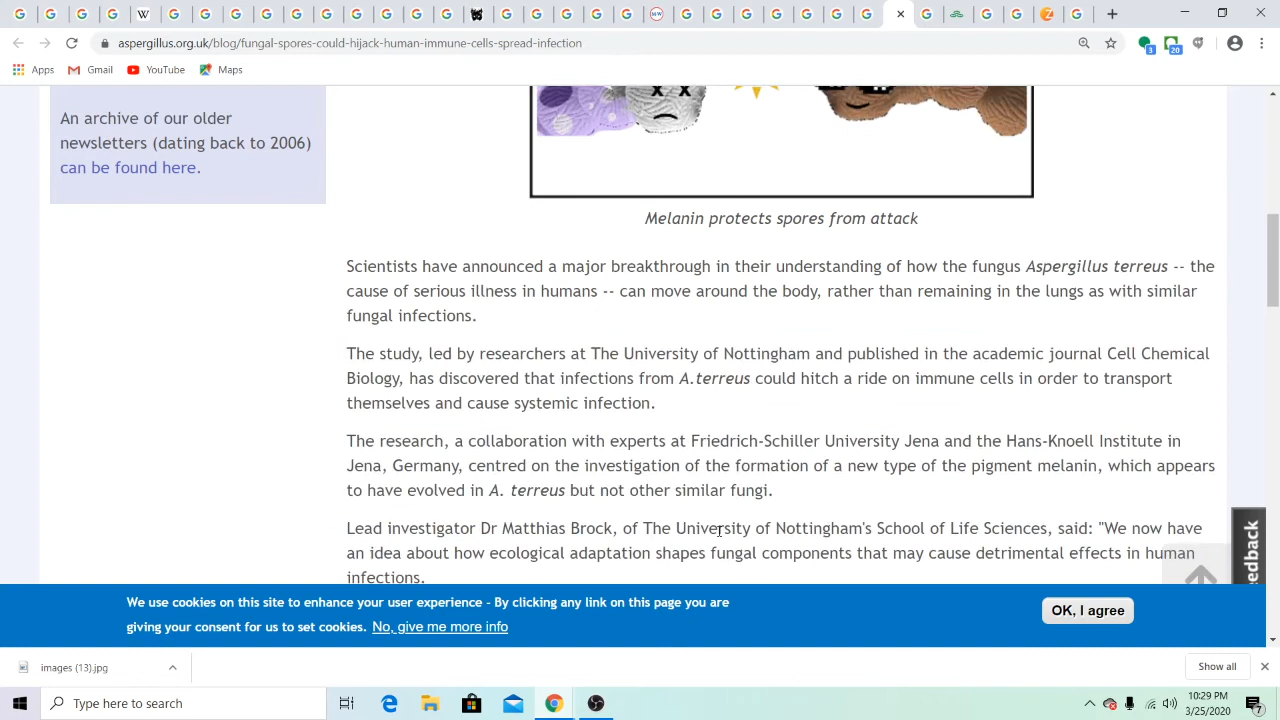 aspergillus.org.uk/blog/fungal-spores-could-hijack-human-immune-cells-spread-infection
3
20
Apps
Gmail
YouTube
Maps
An archive of our older
newsletters (dating back to 2006)
can be found here.
Melanin protects spores from attack
Scientists have announced a major breakthrough in their understanding of how the fungus Aspergillus terreus -- the
cause of serious illness in humans -- can move around the body, rather than remaining in the lungs as with similar
fungal infections.
The study, led by researchers at The University of Nottingham and published in the academic journal Cell Chemical
Biology, has discovered that infections from A.terreus could hitch a ride on immune cells in order to transport
themselves and cause systemic infection.
The research, a collaboration with experts at Friedrich-Schiller University Jena and the Hans-Knoell Institute in
Jena, Germany, centred on the investigation of the formation of a new type of the pigment melanin, which appears
to have evolved in A. terreus but not other similar fungi.
Lead investigator Dr Matthias Brock, of The University of Nottingham's School of Life Sciences, said: "We now have
an idea about how ecological adaptation shapes fungal components that may cause detrimental effects in human
infections.
edback
We use cookies on this site to enhance your user experience - By clicking any link on this page you are
giving your consent for us to set cookies. No, give me more info
OK, I agree
images (13).jpg
Show all
Type here to search
10:29 PM
3/25/2020
7